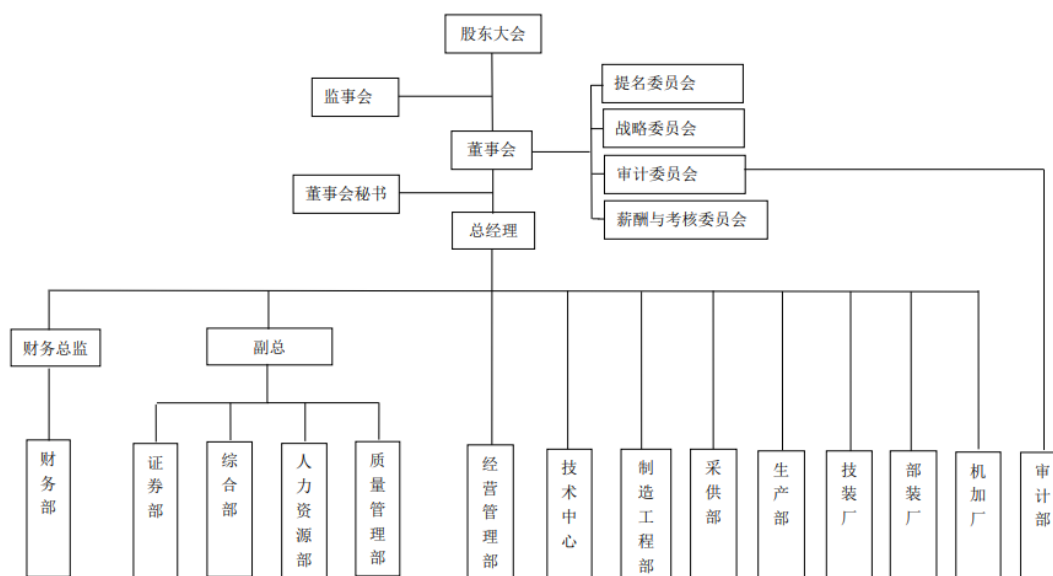 股东大会
监事会
提名委员会
战略委员会
董事会
审计委员会
董事会秘书
薪酬与考核委员会
总经理
财务总监
副总
财务部
证券部
综合部
人力资源部
质量管理部
经营管理部
技术中心
制造工程部
采供部
生产部
技装厂
部装厂
机加厂
审计部